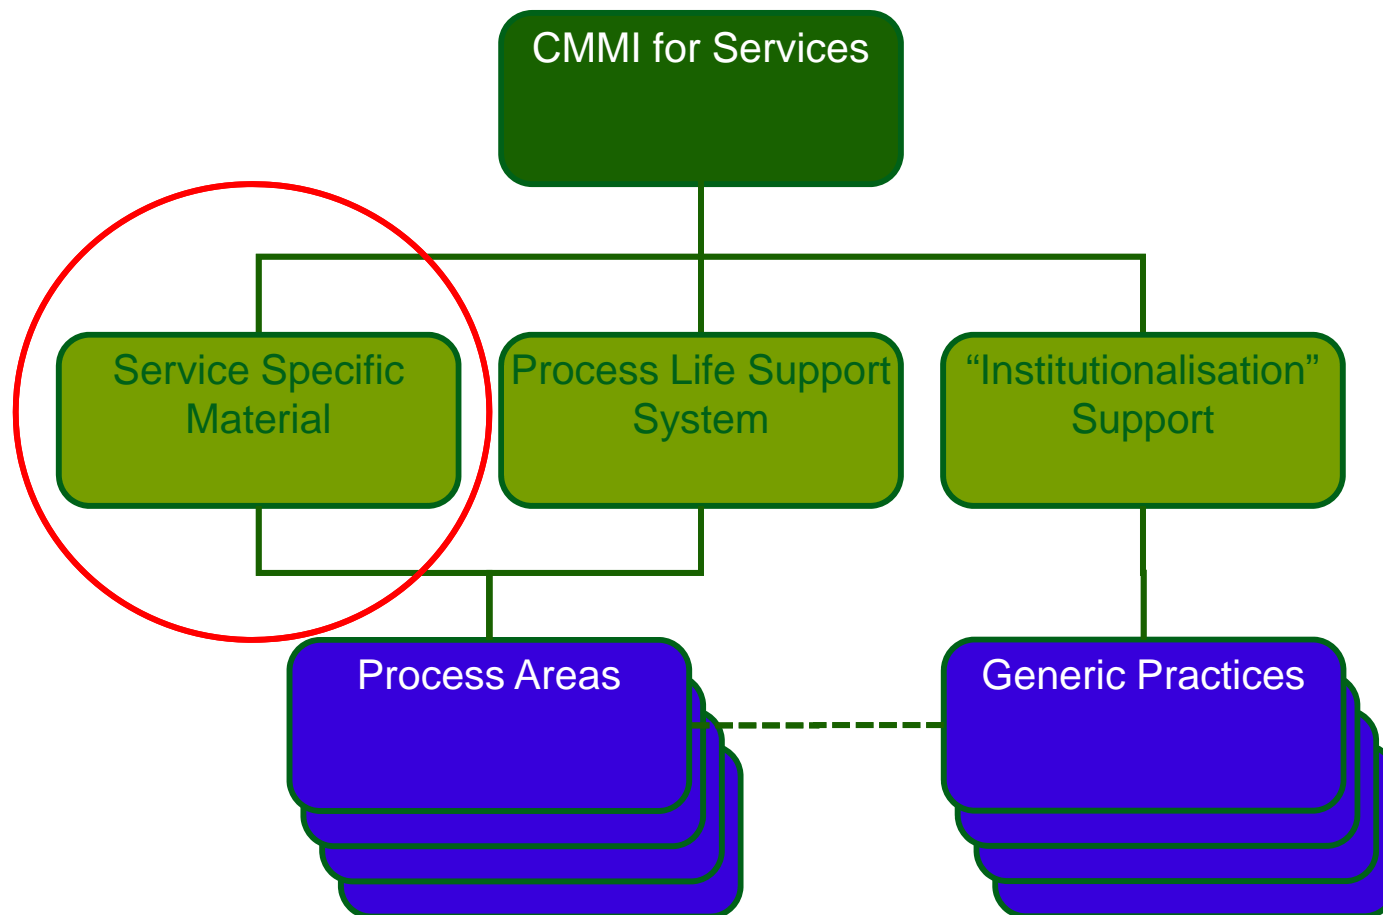 CMMI for Services
Service Specific
Material
Process Life Support
System
“Institutionalisation”
Support
Process Areas
Generic Practices